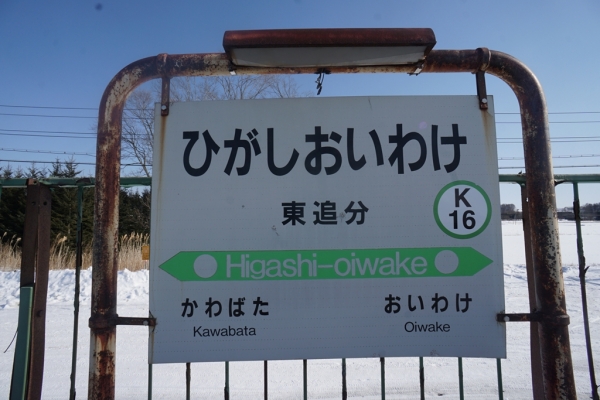 ひがしおいわけ
東追分
K
16
Higashi-oiwake
かわばた
Kawabata
おいわけ
Oiwake